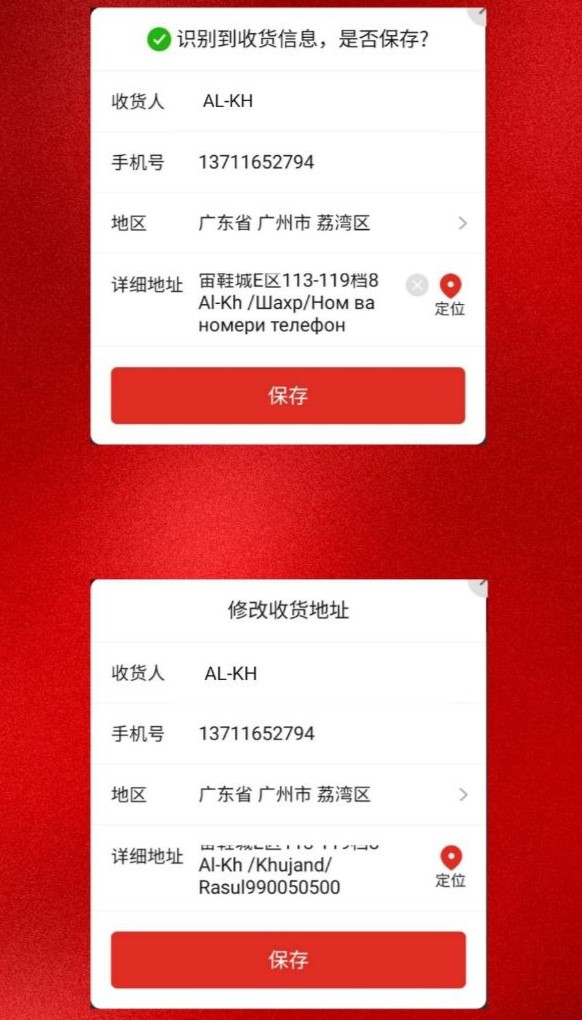 识别到收货信息，是否保存?
收货人 AL-KH
手机号 13711652794
地区 广东省 广州市 荔湾区
详细地址 宙鞋城E区113-119档8
Al-Kh /Шахр/Ном ва
номери телефон
定位
保存
修改收货地址
收货人 AL-KH
手机号 13711652794
地区 广东省 广州市 荔湾区
详细地址
Al-Kh /Khujand/
Rasul990050500
定位
保存